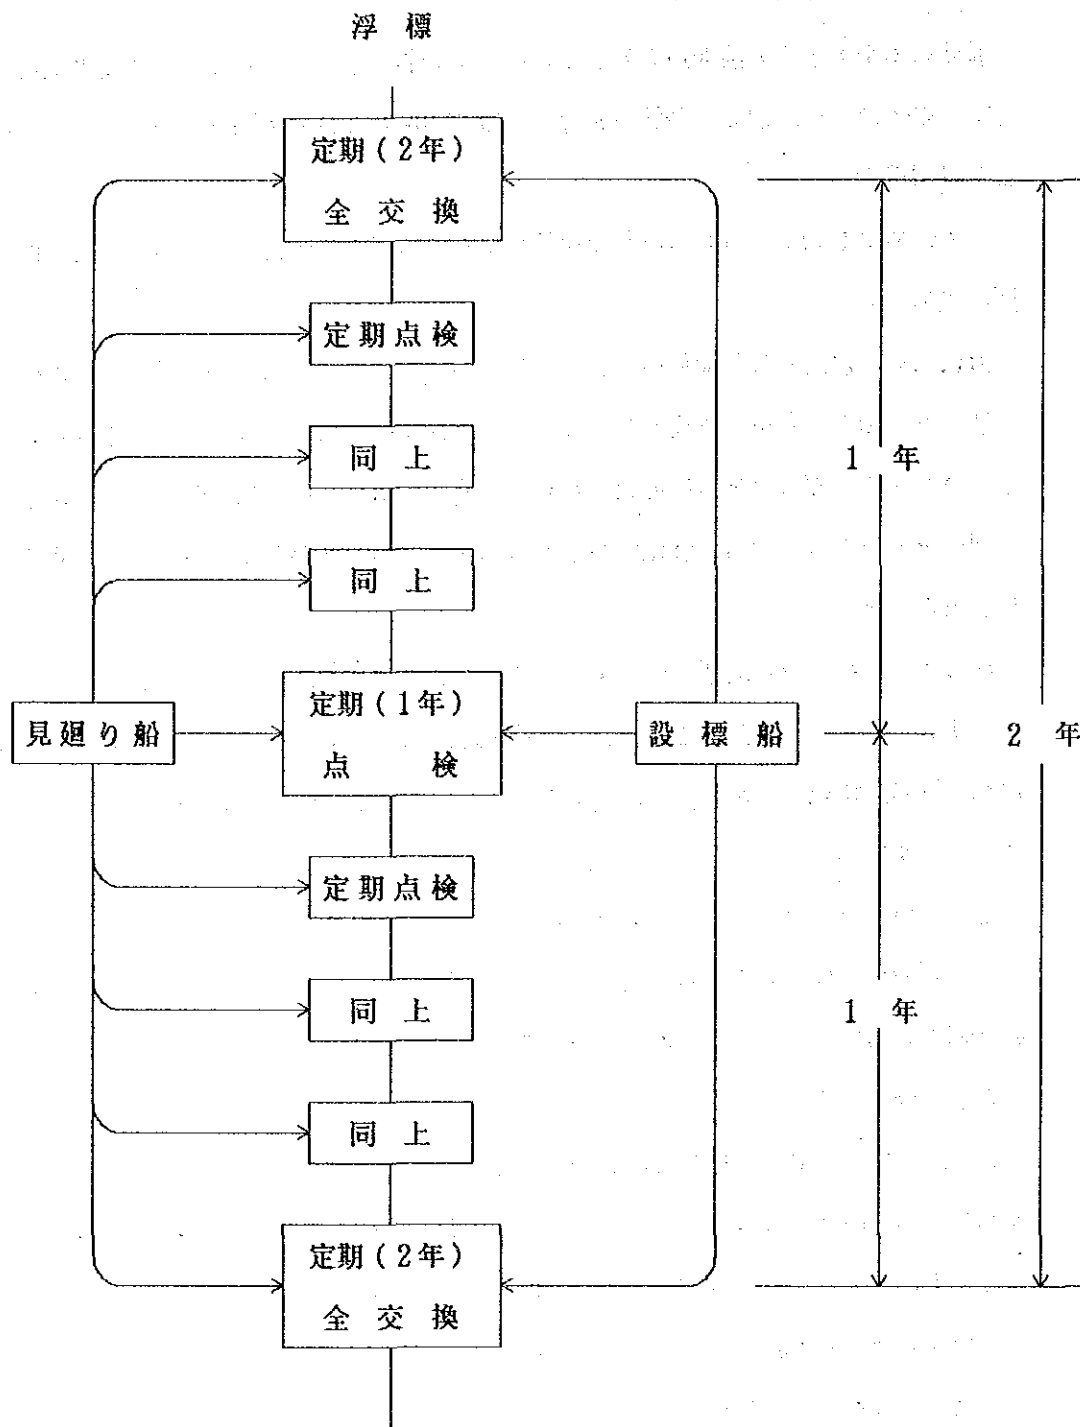 浮標
定期(2年)
全交換
定期点検
同上
1年
同上
定期(1年)
点検
見廻り船
設標船
2年
定期点検
同上
1年
同上
定期(2年)
全交換